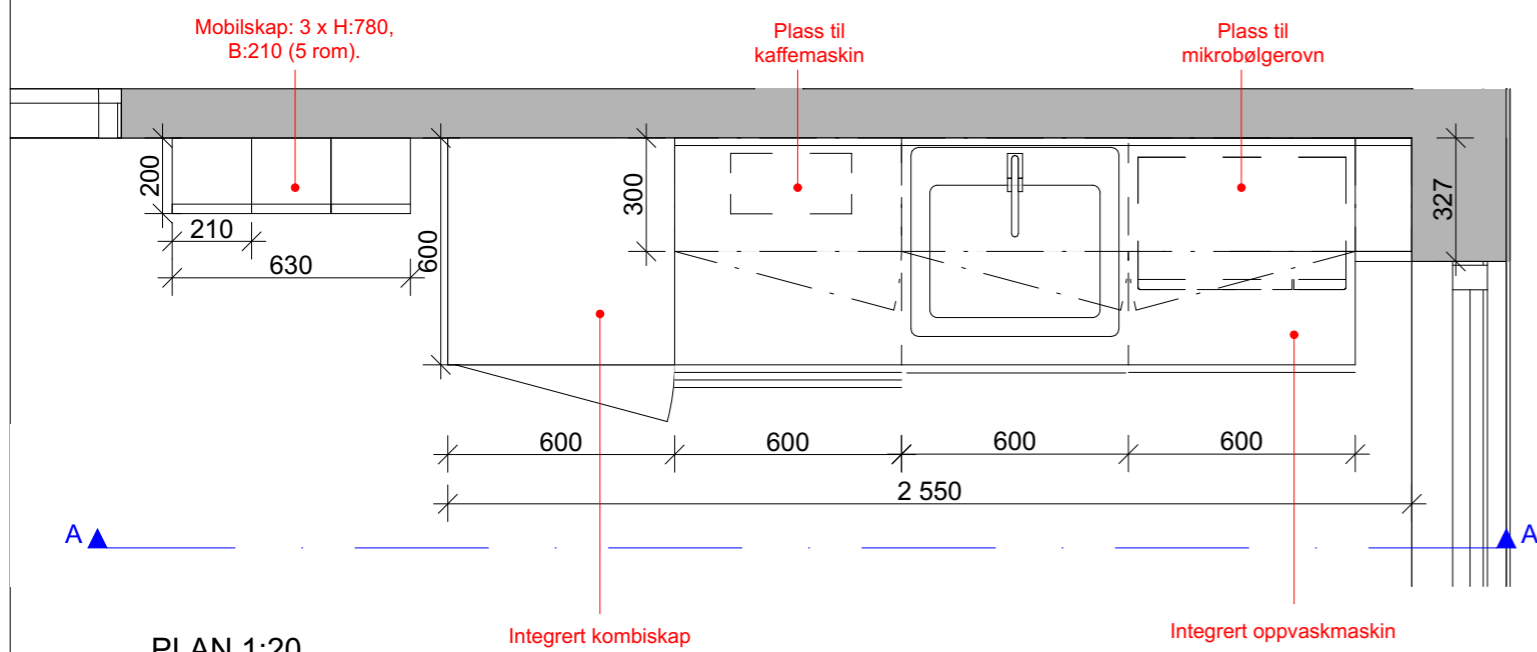 Mobilskap: 3 x H:780,
B:210 (5 rom).
Plass til
kaffemaskin
Plass til
mikrobølgerovn
200
210
630
600
300
327
600
600
600
600
2 550
A
A
Integrert kombiskap
Integrert oppvaskmaskin
PLAN 1:20